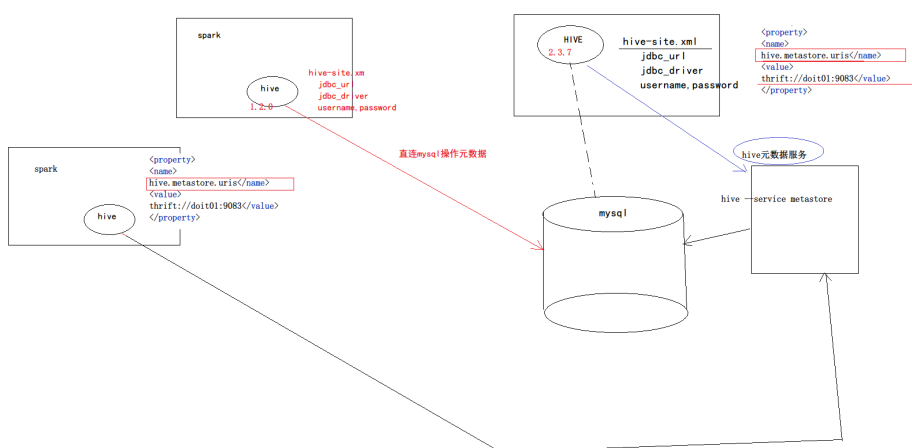 spark
hive
1.2.0
hive-site.xm
jdbc_url
jdbc_driver
username,password
HIVE
2.3.7
hive-site.xml
jdbc_url
jdbc_driver
username,password
<property>
<name>
hive.metastore.uris</name>
<value>
thrift://doit01:9083</value>
</property>
直连mysql操作元数据
spark
<property>
<name>
hive.metastore.uris</name>
<value>
thrift://doit01:9083</value>
</property>
hive
hive元数据服务
hive --service metastore
mysql